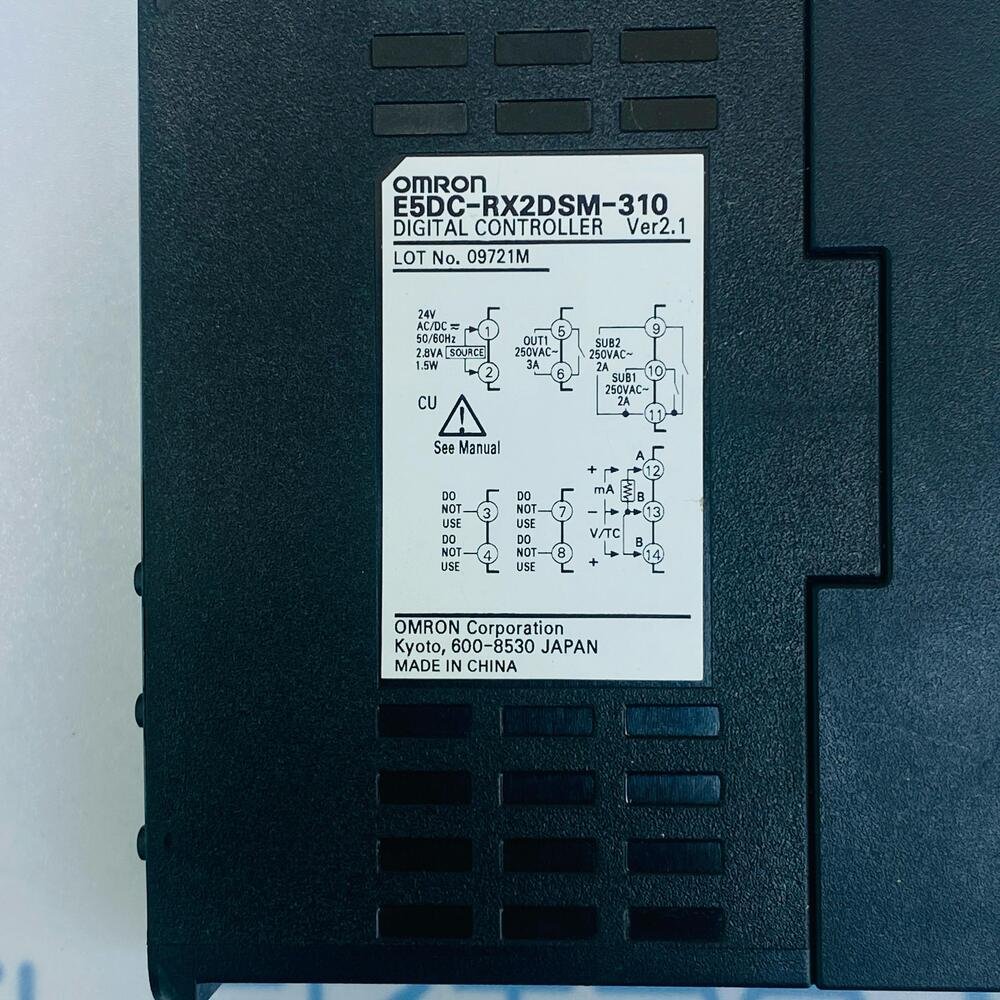 OMRON
E5DC-RX2DSM-310
DIGITAL CONTROLLER Ver2.1
LOT No. 09721M
24V
AC/DC ⎓
50/60Hz
2.8VA SOURCE
1.5W
1
2
OUT1
250VAC~
3A
5
6
SUB2
250VAC~
2A
SUB1
250VAC~
2A
9
10
11
CU
!
See Manual
DO
NOT
USE
3
DO
NOT
USE
4
DO
NOT
USE
7
DO
NOT
USE
8
A
+
12
mA
B
-
13
V/TC
B
+
14
OMRON Corporation
Kyoto, 600-8530 JAPAN
MADE IN CHINA